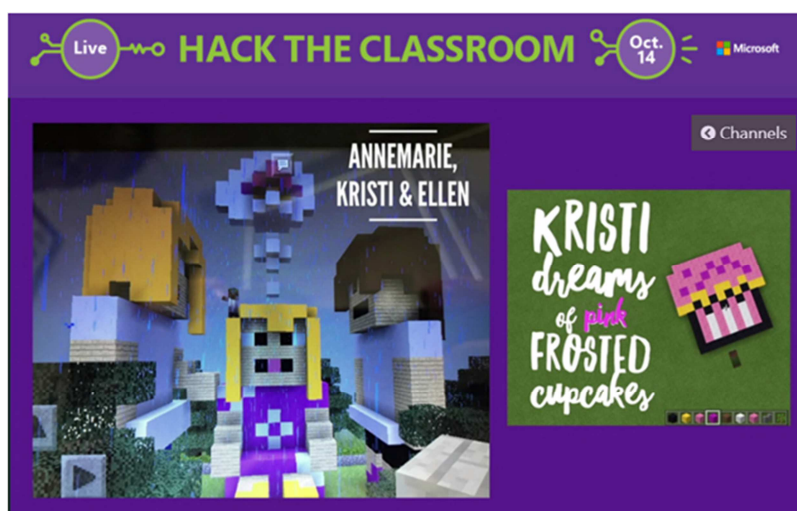 Live
HACK THE CLASSROOM
Oct.
14
Microsoft
Channels
ANNEMARIE,
KRISTI & ELLEN
KRISTI
dreams
of pink
FROSTED
cupcakes